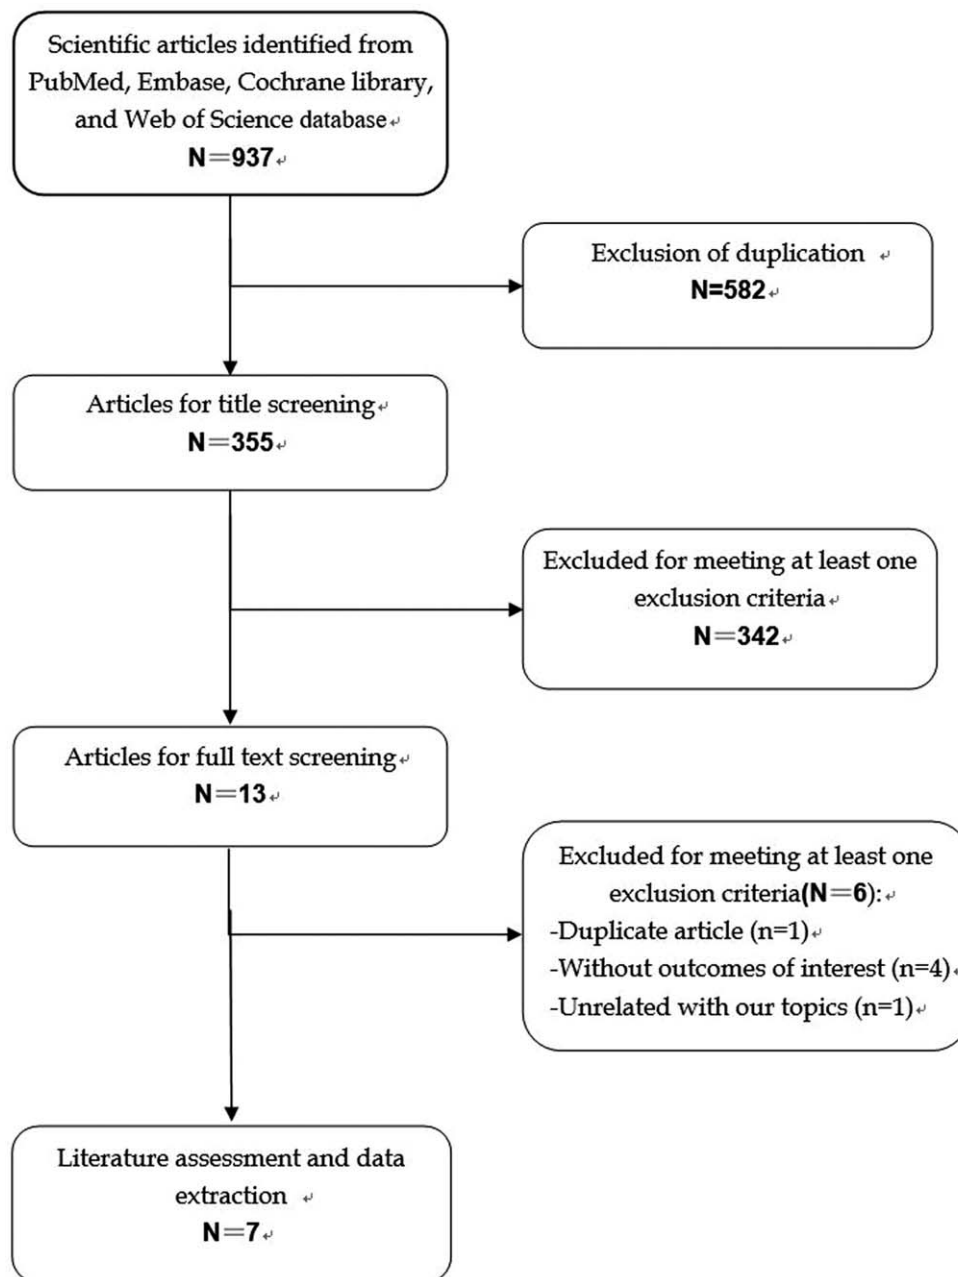 Scientific articles identified from
PubMed, Embase, Cochrane library,
and Web of Science database↵
N＝937↵
Exclusion of duplication ↵
N=582↵
Articles for title screening↵
N＝355↵
Excluded for meeting at least one
exclusion criteria↵
N＝342↵
Articles for full text screening↵
N＝13↵
Excluded for meeting at least one
exclusion criteria(N＝6):↵
-Duplicate article (n=1)↵
-Without outcomes of interest (n=4)↵
-Unrelated with our topics (n=1)↵
Literature assessment and data
extraction ↵
N＝7↵